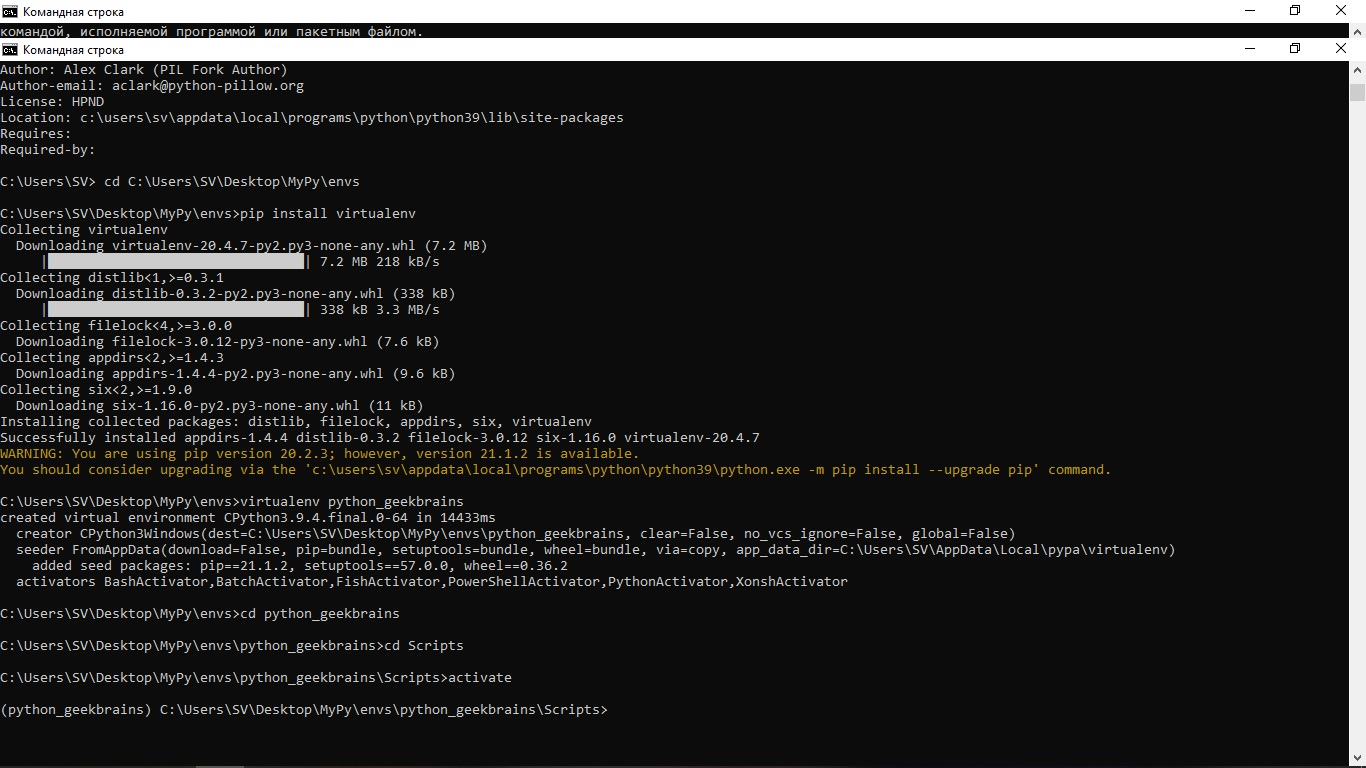 Командная строка
командой, исполняемой программой или пакетным файлом.
Командная строка
Author: Alex Clark (PIL Fork Author)
Author-email: aclark@python-pillow.org
License: HPND
Location: c:\users\sv\appdata\local\programs\python\python39\lib\site-packages
Requires:
Required-by:
C:\Users\SV> cd C:\Users\SV\Desktop\MyPy\envs
C:\Users\SV\Desktop\MyPy\envs>pip install virtualenv
Collecting virtualenv
Downloading virtualenv-20.4.7-py2.py3-none-any.whl (7.2 MB)
| | 7.2 MB 218 kB/s
Collecting distlib<1,>=0.3.1
Downloading distlib-0.3.2-py2.py3-none-any.whl (338 kB)
| | 338 kB 3.3 MB/s
Collecting filelock<4,>=3.0.0
Downloading filelock-3.0.12-py3-none-any.whl (7.6 kB)
Collecting appdirs<2,>=1.4.3
Downloading appdirs-1.4.4-py2.py3-none-any.whl (9.6 kB)
Collecting six<2,>=1.9.0
Downloading six-1.16.0-py2.py3-none-any.whl (11 kB)
Installing collected packages: distlib, filelock, appdirs, six, virtualenv
Successfully installed appdirs-1.4.4 distlib-0.3.2 filelock-3.0.12 six-1.16.0 virtualenv-20.4.7
WARNING: You are using pip version 20.2.3; however, version 21.1.2 is available.
You should consider upgrading via the 'c:\users\sv\appdata\local\programs\python\python39\python.exe -m pip install --upgrade pip' command.
C:\Users\SV\Desktop\MyPy\envs>virtualenv python_geekbrains
created virtual environment CPython3.9.4.final.0-64 in 14433ms
creator CPython3Windows(dest=C:\Users\SV\Desktop\MyPy\envs\python_geekbrains, clear=False, no_vcs_ignore=False, global=False)
seeder FromAppData(download=False, pip=bundle, setuptools=bundle, wheel=bundle, via=copy, app_data_dir=C:\Users\SV\AppData\Local\pypa\virtualenv)
added seed packages: pip==21.1.2, setuptools==57.0.0, wheel==0.36.2
activators BashActivator,BatchActivator,FishActivator,PowerShellActivator,PythonActivator,XonshActivator
C:\Users\SV\Desktop\MyPy\envs>cd python_geekbrains
C:\Users\SV\Desktop\MyPy\envs\python_geekbrains>cd Scripts
C:\Users\SV\Desktop\MyPy\envs\python_geekbrains\Scripts>activate
(python_geekbrains) C:\Users\SV\Desktop\MyPy\envs\python_geekbrains\Scripts>